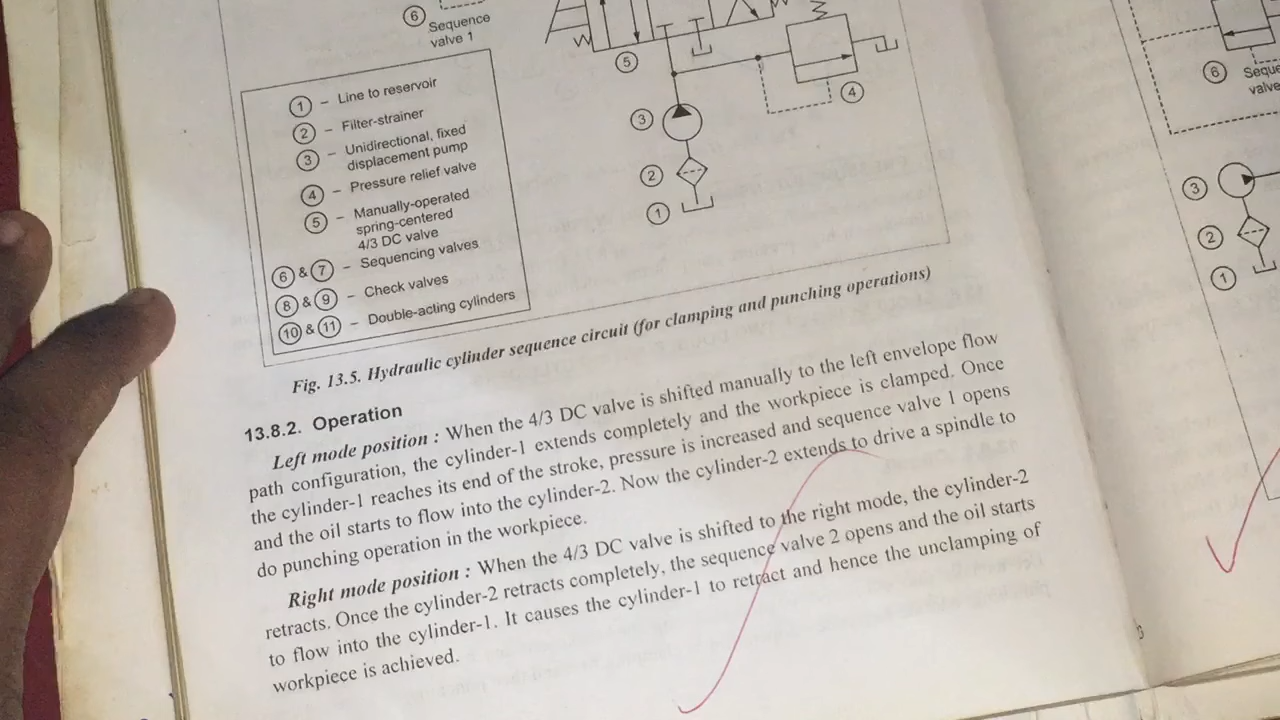 6 Sequence
valve 1
5
4
3
2
1
1 – Line to reservoir
2 – Filter-strainer
3 – Unidirectional, fixed
displacement pump
4 – Pressure relief valve
5 – Manually-operated
spring-centered
4/3 DC valve
6 & 7 – Sequencing valves
8 & 9 – Check valves
10 & 11 – Double-acting cylinders
Fig. 13.5. Hydraulic cylinder sequence circuit (for clamping and punching operations)
13.8.2. Operation
Left mode position : When the 4/3 DC valve is shifted manually to the left envelope flow
path configuration, the cylinder-1 extends completely and the workpiece is clamped. Once
the cylinder-1 reaches its end of the stroke, pressure is increased and sequence valve 1 opens
and the oil starts to flow into the cylinder-2. Now the cylinder-2 extends to drive a spindle to
do punching operation in the workpiece.
Right mode position : When the 4/3 DC valve is shifted to the right mode, the cylinder-2
retracts. Once the cylinder-2 retracts completely, the sequence valve 2 opens and the oil starts
to flow into the cylinder-1. It causes the cylinder-1 to retract and hence the unclamping of
workpiece is achieved.
6 Seque
valve
3
2
1